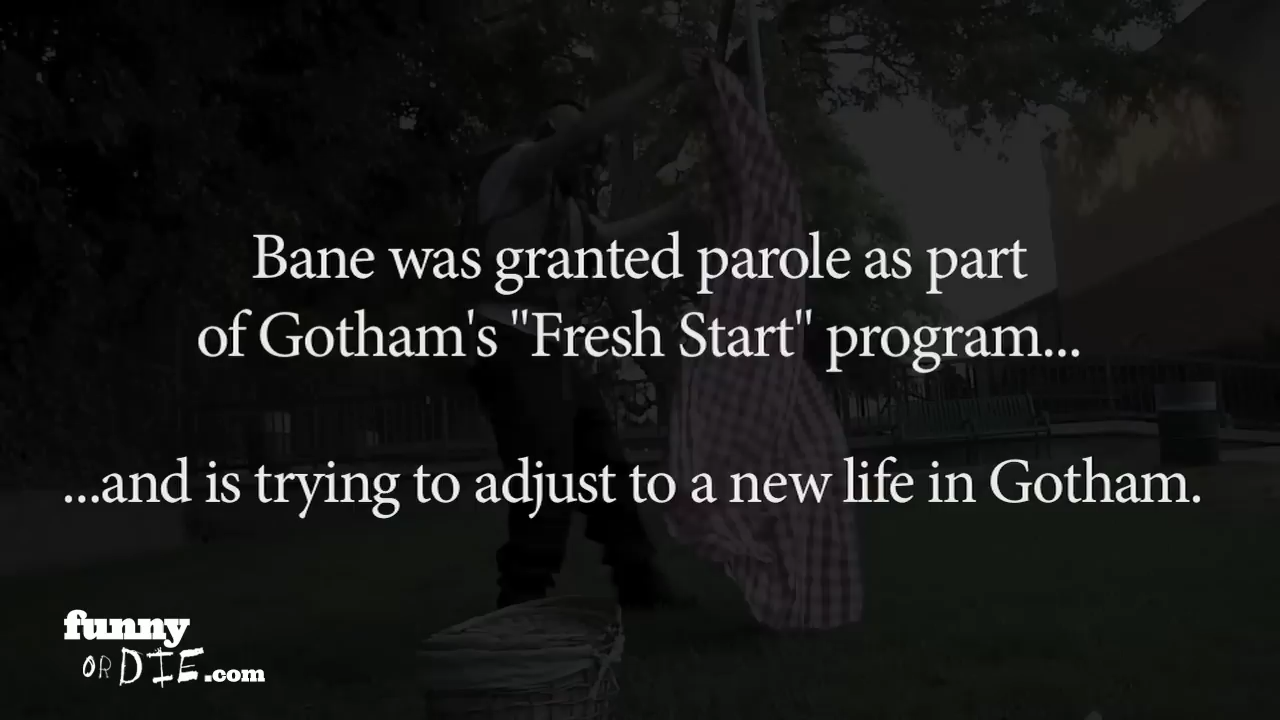 Bane was granted parole as part
of Gotham's "Fresh Start" program...
...and is trying to adjust to a new life in Gotham.
funny
OR DIE.com